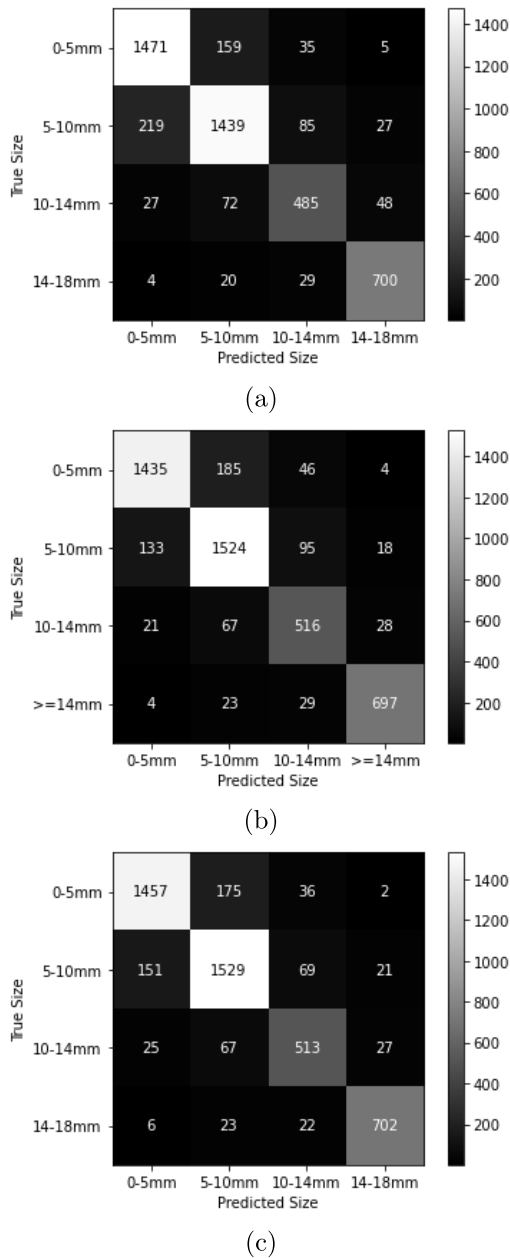 0-5mm 1471 159 35 5
5-10mm 219 1439 85 27
10-14mm 27 72 485 48
14-18mm 4 20 29 700
0-5mm 5-10mm 10-14mm 14-18mm
Predicted Size
True Size
1400
1200
1000
800
600
400
200
(a)
0-5mm 1435 185 46 4
5-10mm 133 1524 95 18
10-14mm 21 67 516 28
>=14mm 4 23 29 697
0-5mm 5-10mm 10-14mm >=14mm
Predicted Size
True Size
1400
1200
1000
800
600
400
200
(b)
0-5mm 1457 175 36 2
5-10mm 151 1529 69 21
10-14mm 25 67 513 27
14-18mm 6 23 22 702
0-5mm 5-10mm 10-14mm 14-18mm
Predicted Size
True Size
1400
1200
1000
800
600
400
200
(c)